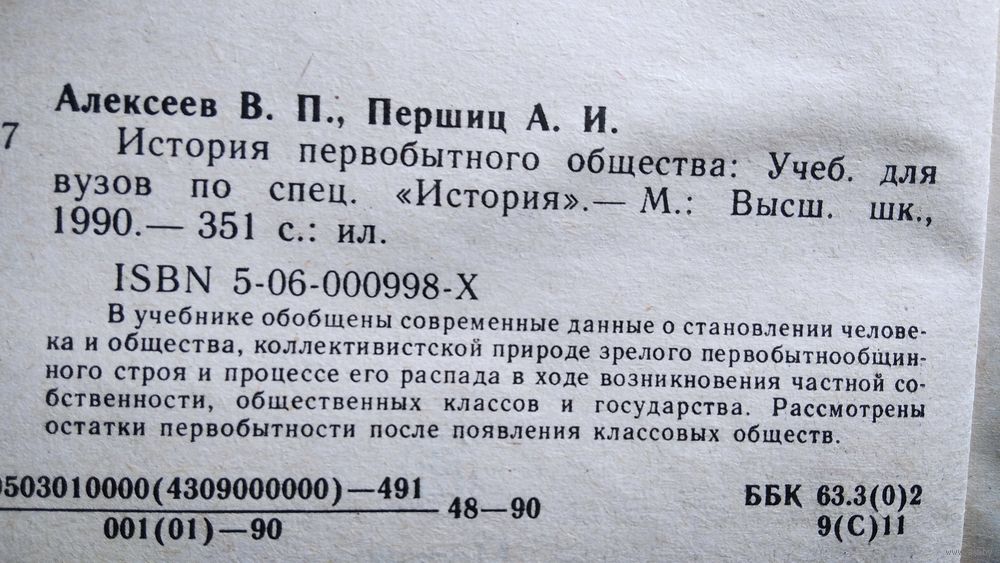 Алексеев В. П., Першиц А. И.
7
История первобытного общества: Учеб. для
вузов по спец. «История».— М.: Высш. шк.,
1990.— 351 с.: ил.
ISBN 5-06-000998-X
В учебнике обобщены современные данные о становлении челове-
ка и общества, коллективистской природе зрелого первобытнообщин-
ного строя и процессе его распада в ходе возникновения частной со-
бственности, общественных классов и государства. Рассмотрены
остатки первобытности после появления классовых обществ.
0503010000(4309000000)—491
001(01)—90
48—90
ББК 63.3(0)2
9(С)11